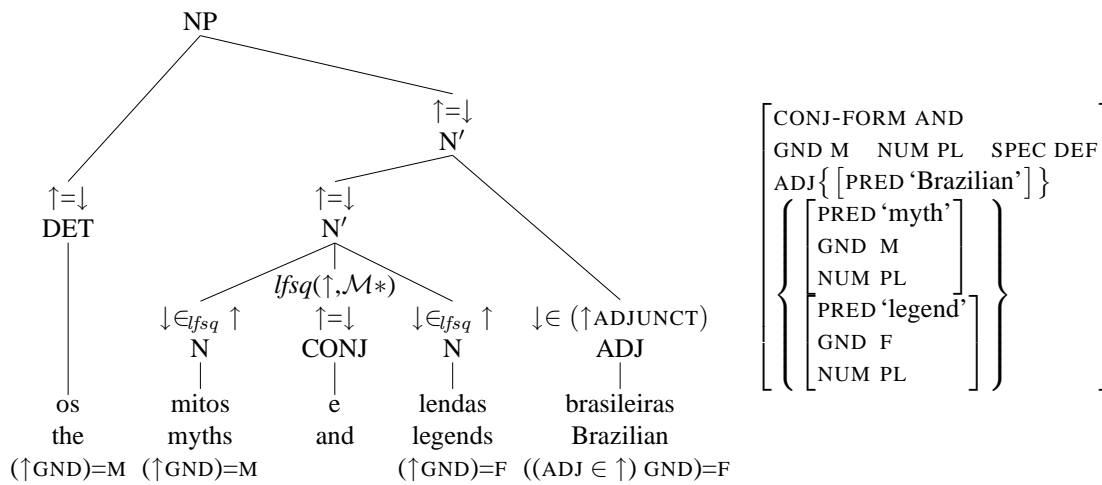 NP
↑=↓
N′
↑=↓
DET
↑=↓
N′
lfsq(↑,ℳ∗)
↓∈lfsq ↑
N
↑=↓
CONJ
↓∈lfsq ↑
N
↓∈ (↑ADJUNCT)
ADJ
os mitos e lendas brasileiras
the myths and legends Brazilian
(↑GND)=M (↑GND)=M (↑GND)=F ((ADJ ∈ ↑) GND)=F
CONJ-FORM AND
GND M NUM PL SPEC DEF
ADJ{[PRED ‘Brazilian’]}
PRED ‘myth’
GND M
NUM PL
PRED ‘legend’
GND F
NUM PL